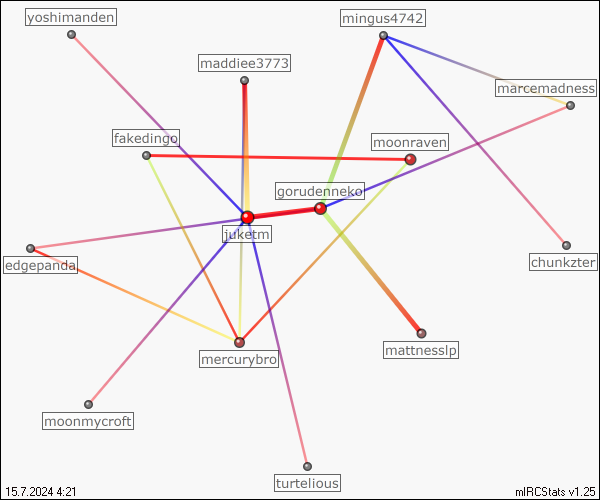 yoshimanden
mingus4742
maddiee3773
marcemadness
fakedingo
moonraven
gorudenneko
juketm
edgepanda
chunkzter
mercurybro
mattnesslp
moonmycroft
turtelious
15.7.2024 4:21
mIRCStats v1.25